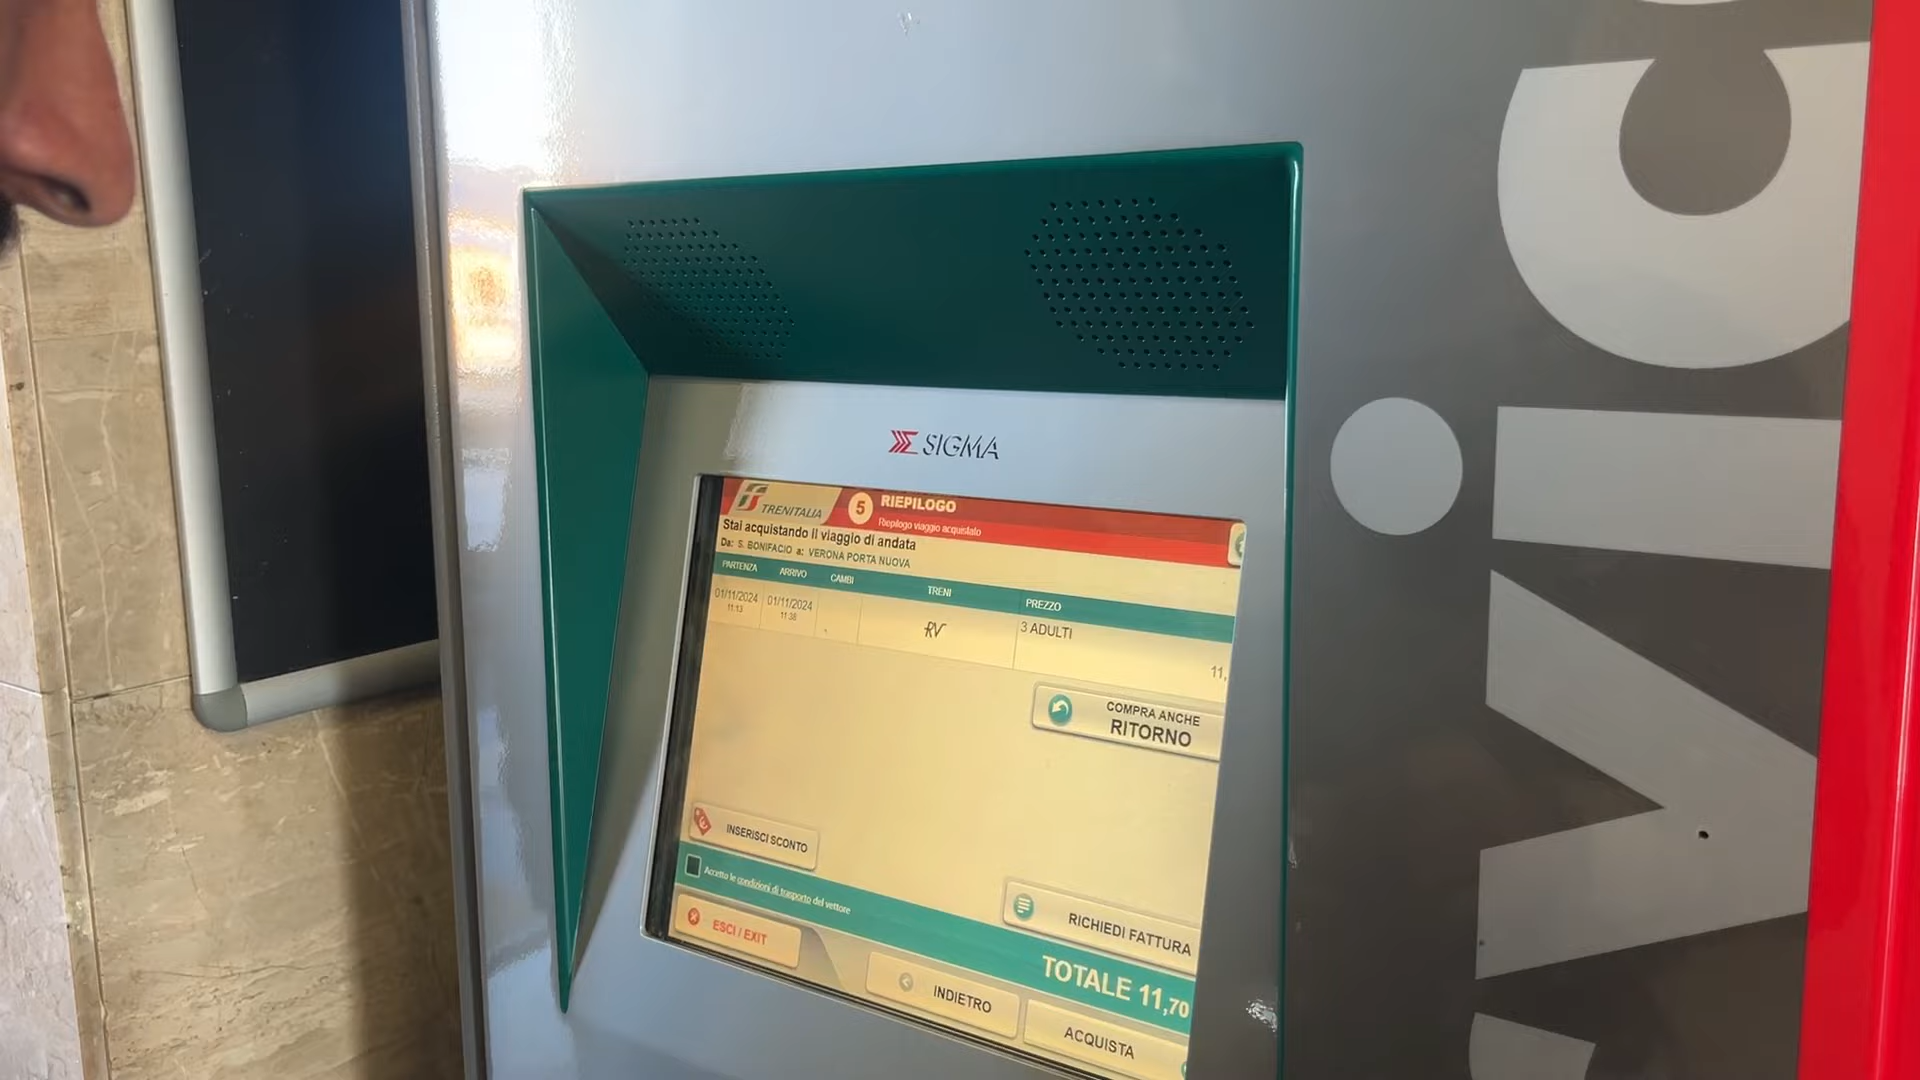 SIGMA
TRENITALIA
5 RIEPILOGO
Riepilogo viaggio acquistato
Stai acquistando il viaggio di andata
Da: S. BONIFACIO a: VERONA PORTA NUOVA
PARTENZA ARRIVO CAMBI TRENI PREZZO
01/11/2024 01/11/2024 RV 3 ADULTI
11:13 11:38
11,
COMPRA ANCHE
RITORNO
INSERISCI SCONTO
Accetto le condizioni di trasporto del vettore
RICHIEDI FATTURA
ESCI / EXIT
TOTALE 11,70
INDIETRO
ACQUISTA